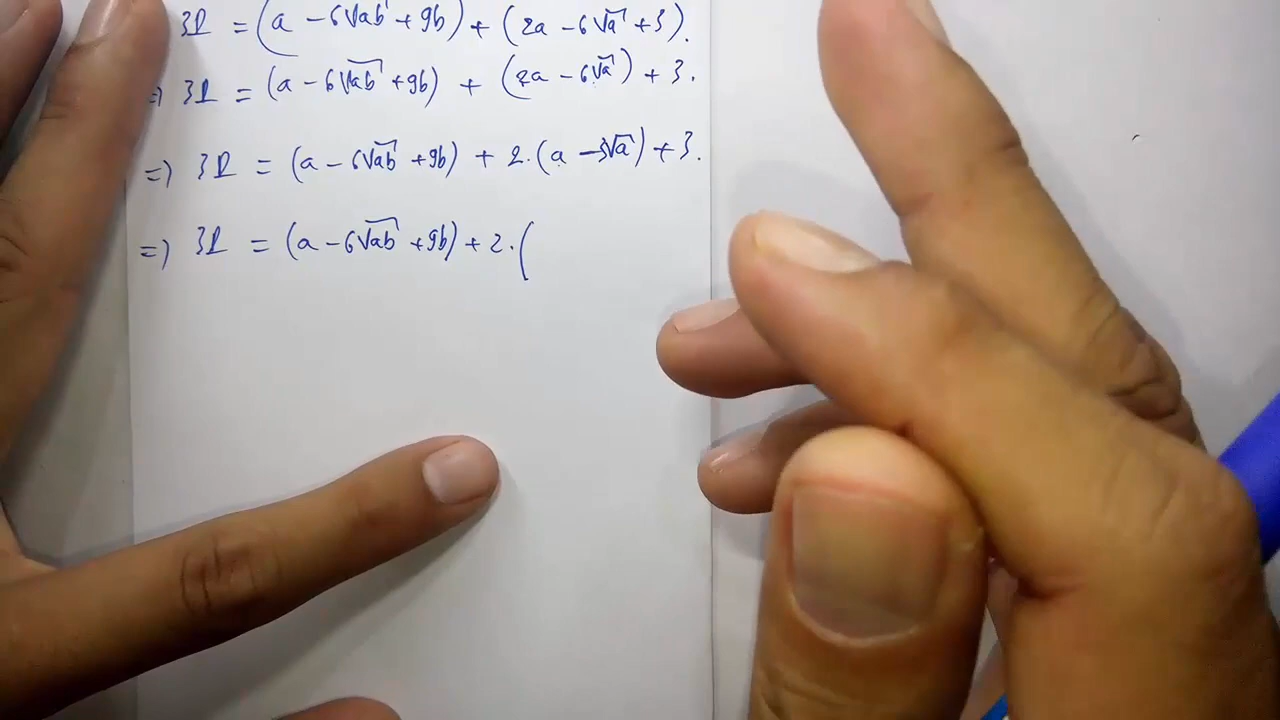 3P = (a - 6√ab + 9b) + (2a - 6√a + 3).
=) 3P = (a - 6√ab + 9b) + (2a - 6√a) + 3.
=) 3P = (a - 6√ab + 9b) + 2.(a - 3√a) + 3.
=) 3P = (a - 6√ab + 9b) + 2.(